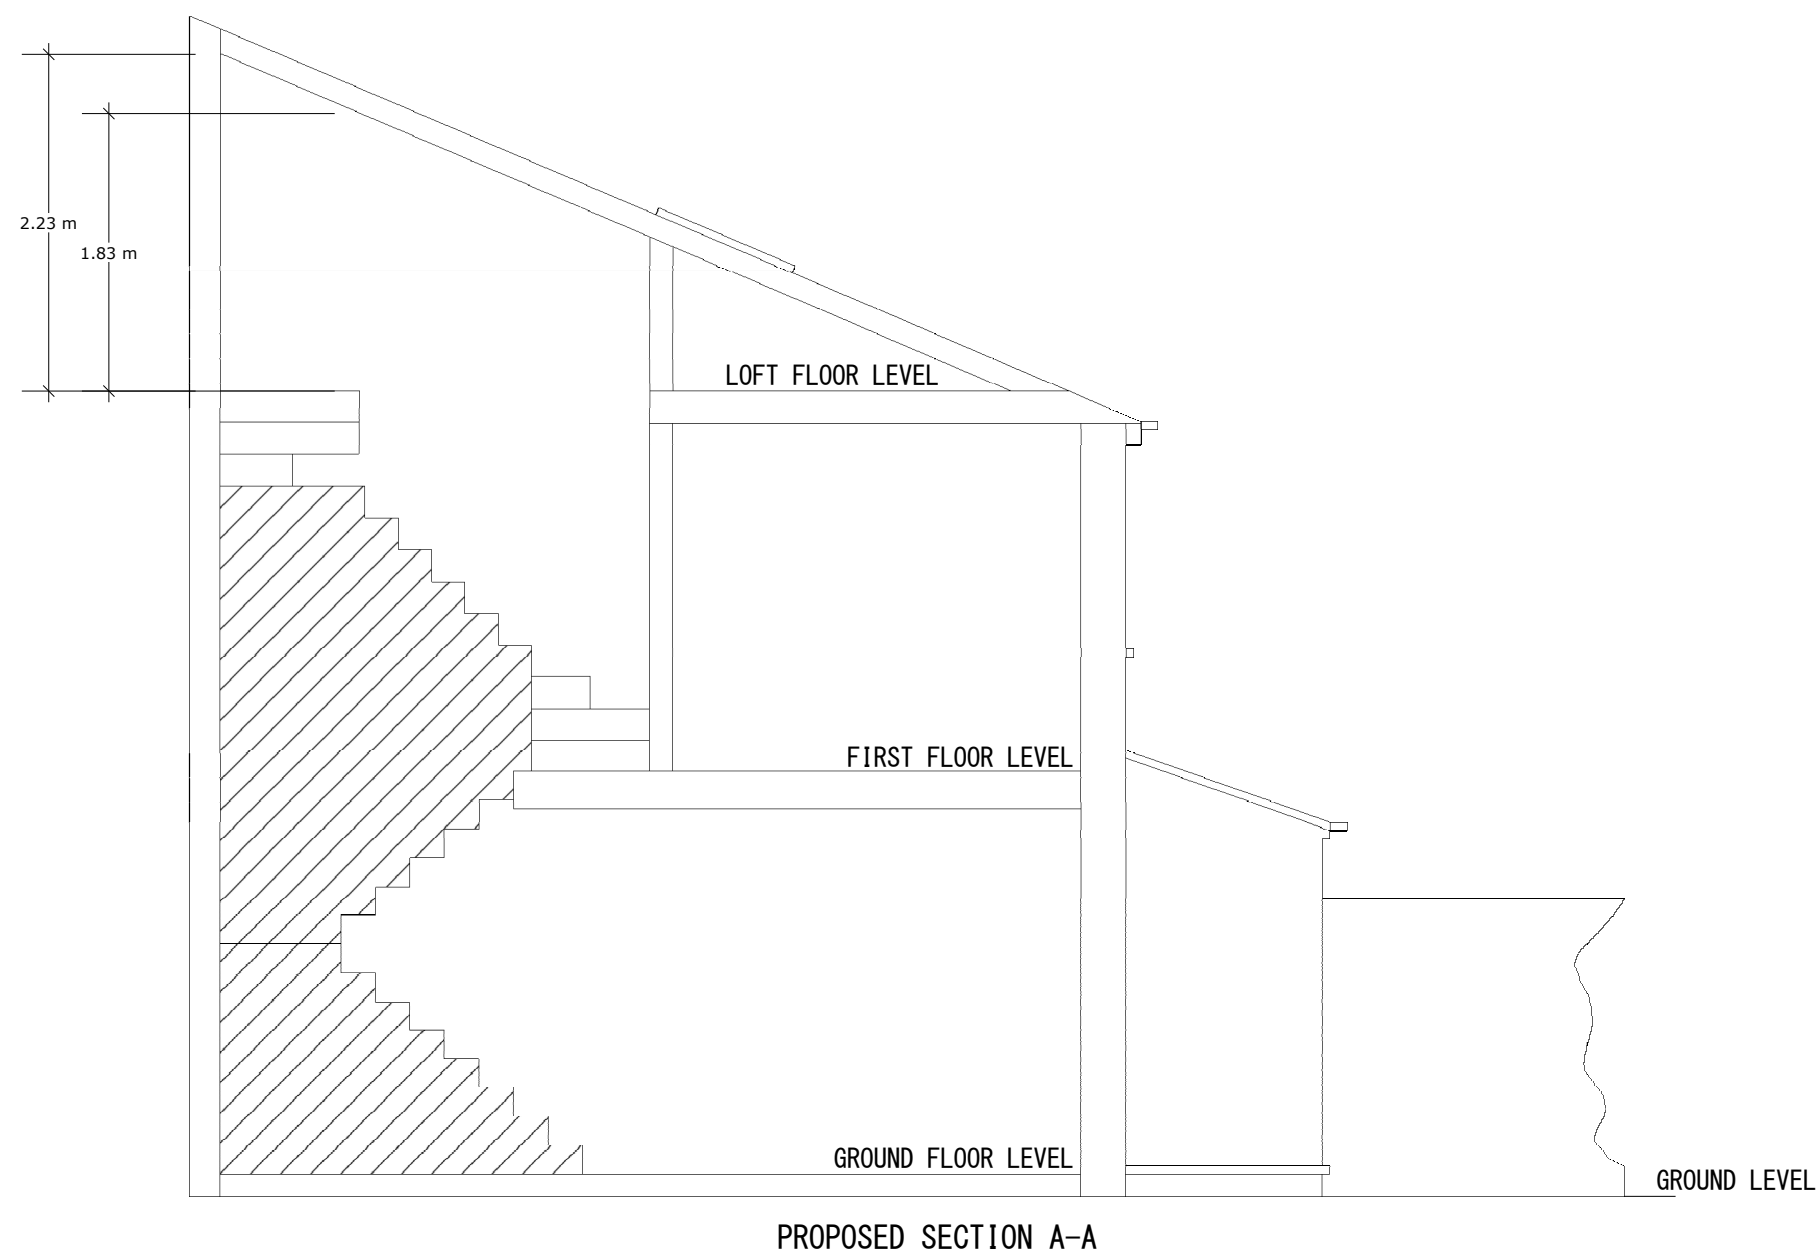 2.23 m
1.83 m
LOFT FLOOR LEVEL
FIRST FLOOR LEVEL
GROUND FLOOR LEVEL
GROUND LEVEL
PROPOSED SECTION A-A